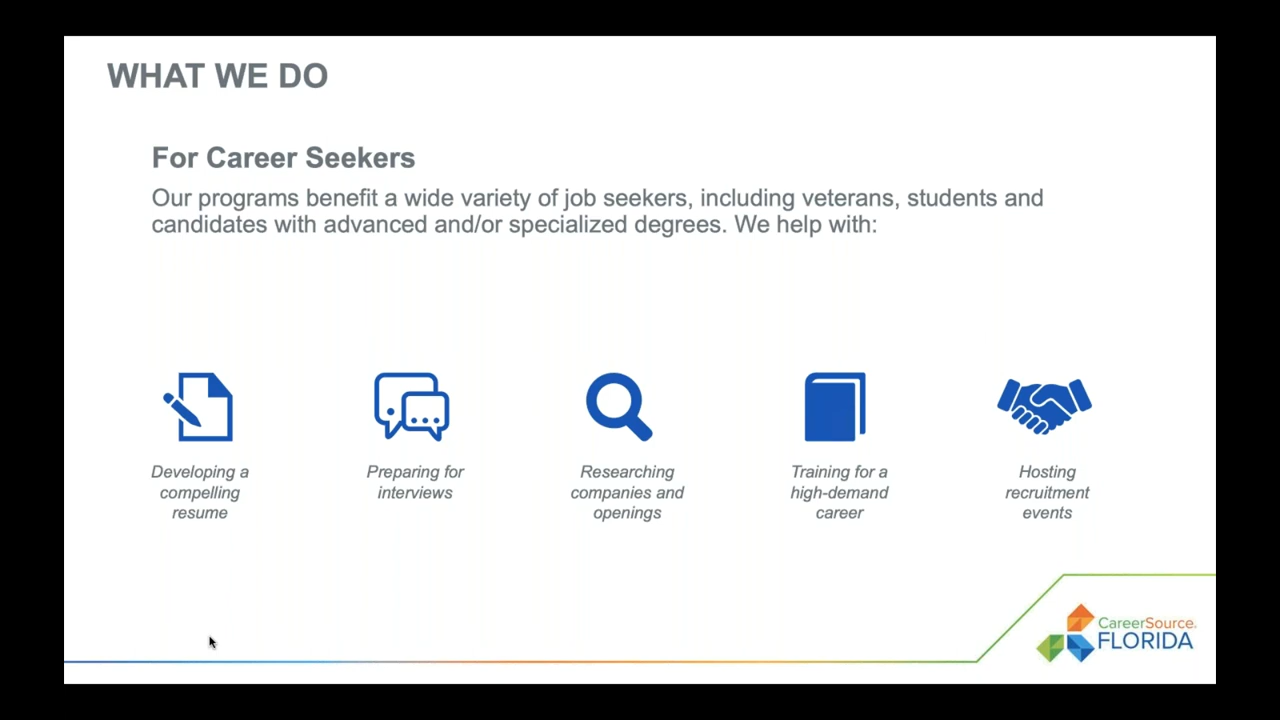 WHAT WE DO
For Career Seekers
Our programs benefit a wide variety of job seekers, including veterans, students and
candidates with advanced and/or specialized degrees. We help with:
Developing a
compelling
resume
Preparing for
interviews
Researching
companies and
openings
Training for a
high-demand
career
Hosting
recruitment
events
CareerSource.
FLORIDA